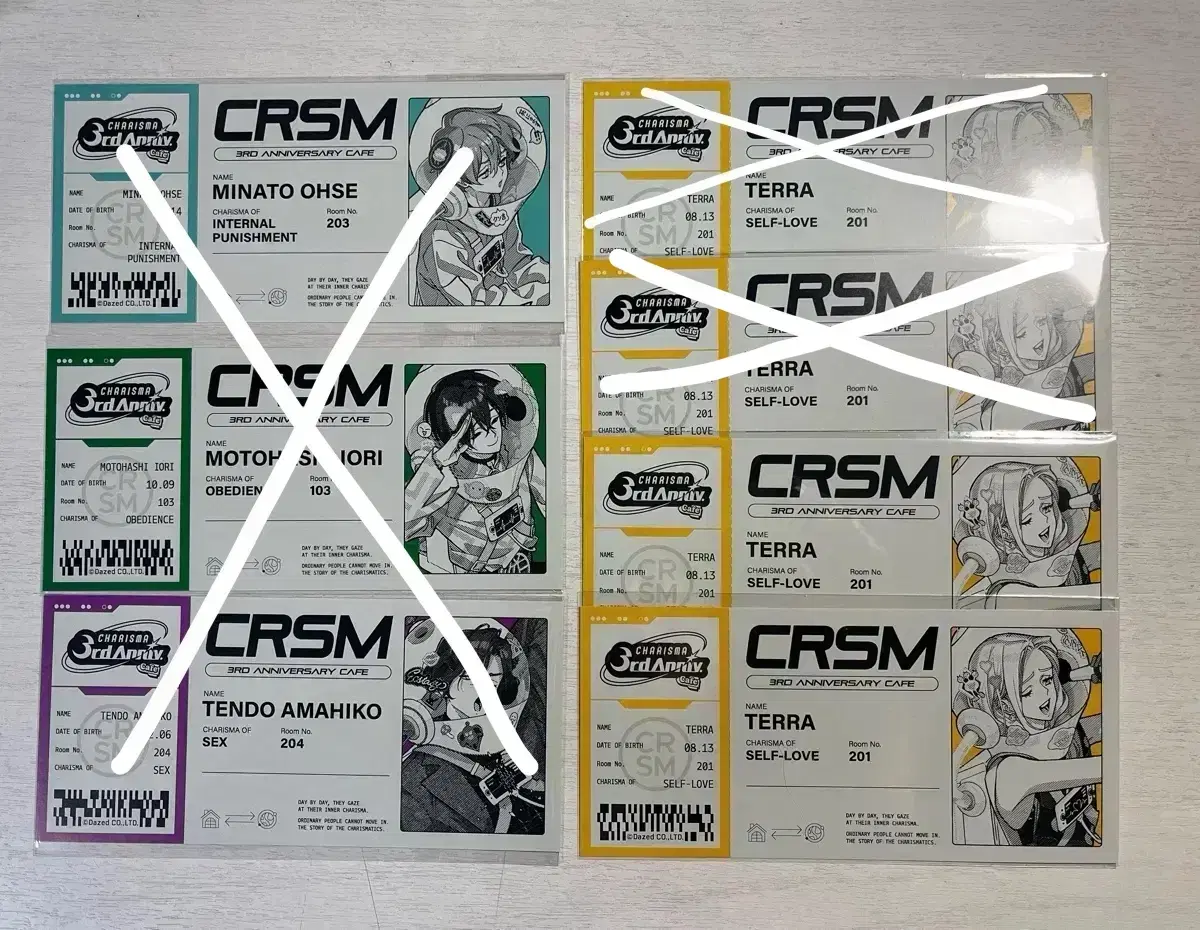 CHARISMA
3rd Anniv.
Cafe
NAME
DATE OF BIRTH
Room No.
CHARISMA OF
INTERNAL
PUNISHMENT
©Dazed CO.,LTD.
CRSM
3RD ANNIVERSARY CAFE
NAME
MINATO OHSE
CHARISMA OF
INTERNAL
PUNISHMENT
Room No.
203
DAY BY DAY, THEY GAZE
AT THEIR INNER CHARISMA.
ORDINARY PEOPLE CANNOT MOVE IN.
THE STORY OF THE CHARISMATICS.
CHARISMA
3rd Anniv.
Cafe
NAME MOTOHASHI IORI
DATE OF BIRTH 10.09
Room No. 103
CHARISMA OF OBEDIENCE
CRSM
©Dazed CO.,LTD.
CRSM
3RD ANNIVERSARY CAFE
NAME
IORI
CHARISMA OF
Room
103
DAY BY DAY, THEY GAZE
AT THEIR INNER CHARISMA.
ORDINARY PEOPLE CANNOT MOVE IN.
THE STORY OF THE CHARISMATICS.
CHARISMA
3rd Anniv.
Cafe
NAME TENDO
DATE OF BIRTH
Room No. 204
CHARISMA OF SEX
©Dazed CO.,LTD.
CRSM
3RD ANNIVERSARY CAFE
NAME
TENDO AMAHIKO
CHARISMA OF
SEX
Room No.
204
DAY BY DAY, THEY GAZE
AT THEIR INNER CHARISMA.
ORDINARY PEOPLE CANNOT MOVE IN.
THE STORY OF THE CHARISMATICS.
CHARISMA
3rd Anniv.
Cafe
NAME TERRA
BIRTH 08.13
Room No. 201
CHARISMA OF SELF-LOVE
CRSM
CRSM
3RD ANNIVERSARY CAFE
NAME
TERRA
CHARISMA OF
SELF-LOVE
Room No.
201
CHARISMA
3rd Anniv.
Cafe
TERRA
DATE OF BIRTH 08.13
Room No. 201
CHARISMA OF SELF-LOVE
CRSM
CRSM
TERRA
CHARISMA OF
SELF-LOVE
Room No.
201
CHARISMA
3rd Anniv.
Cafe
NAME TERRA
DATE OF BIRTH 08.13
Room No. 201
CRSM
CRSM
3RD ANNIVERSARY CAFE
NAME
TERRA
CHARISMA OF
SELF-LOVE
Room No.
201
CHARISMA
3rd Anniv.
Cafe
NAME TERRA
DATE OF BIRTH 08.13
Room No. 201
CHARISMA OF SELF-LOVE
CRSM
©Dazed CO.,LTD.
CRSM
3RD ANNIVERSARY CAFE
NAME
TERRA
CHARISMA OF
SELF-LOVE
Room No.
201
DAY BY DAY, THEY GAZE
AT THEIR INNER CHARISMA.
ORDINARY PEOPLE CANNOT MOVE IN.
THE STORY OF THE CHARISMATICS.